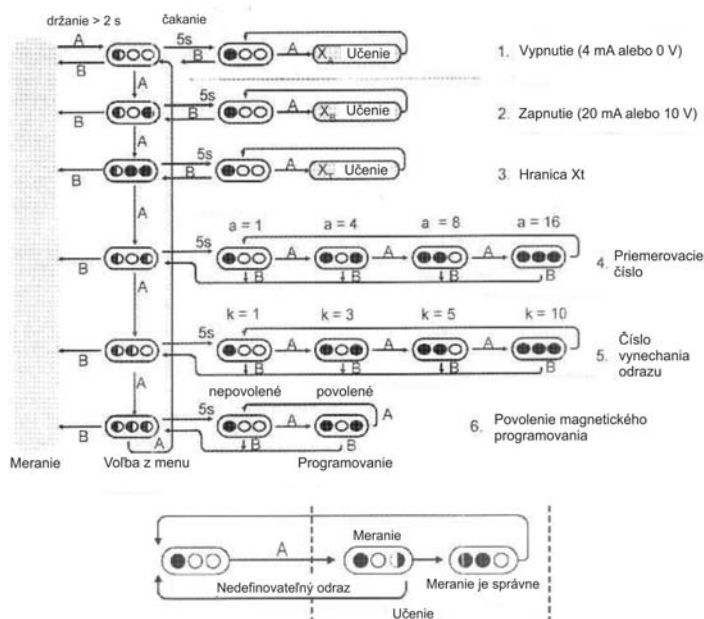 držanie > 2 s
čakanie
A
5s
A
B
B
X_A Učenie
1. Vypnutie (4 mA alebo 0 V)
A
5s
A
B
B
X_B Učenie
2. Zapnutie (20 mA alebo 10 V)
A
5s
A
B
B
X_t Učenie
3. Hranica Xt
A
a = 1
a = 4
a = 8
a = 16
5s
A
A
A
B
B
B
B
B
4. Priemerovacie
číslo
A
k = 1
k = 3
k = 5
k = 10
5s
A
A
A
B
B
B
B
B
5. Číslo
vynechania
odrazu
A
nepovolené
povolené
5s
A
A
B
B
B
A
6. Povolenie magnetického
programovania
Meranie
Voľba z menu
Programovanie
Meranie
A
Nedefinovateľný odraz
Meranie je správne
Učenie